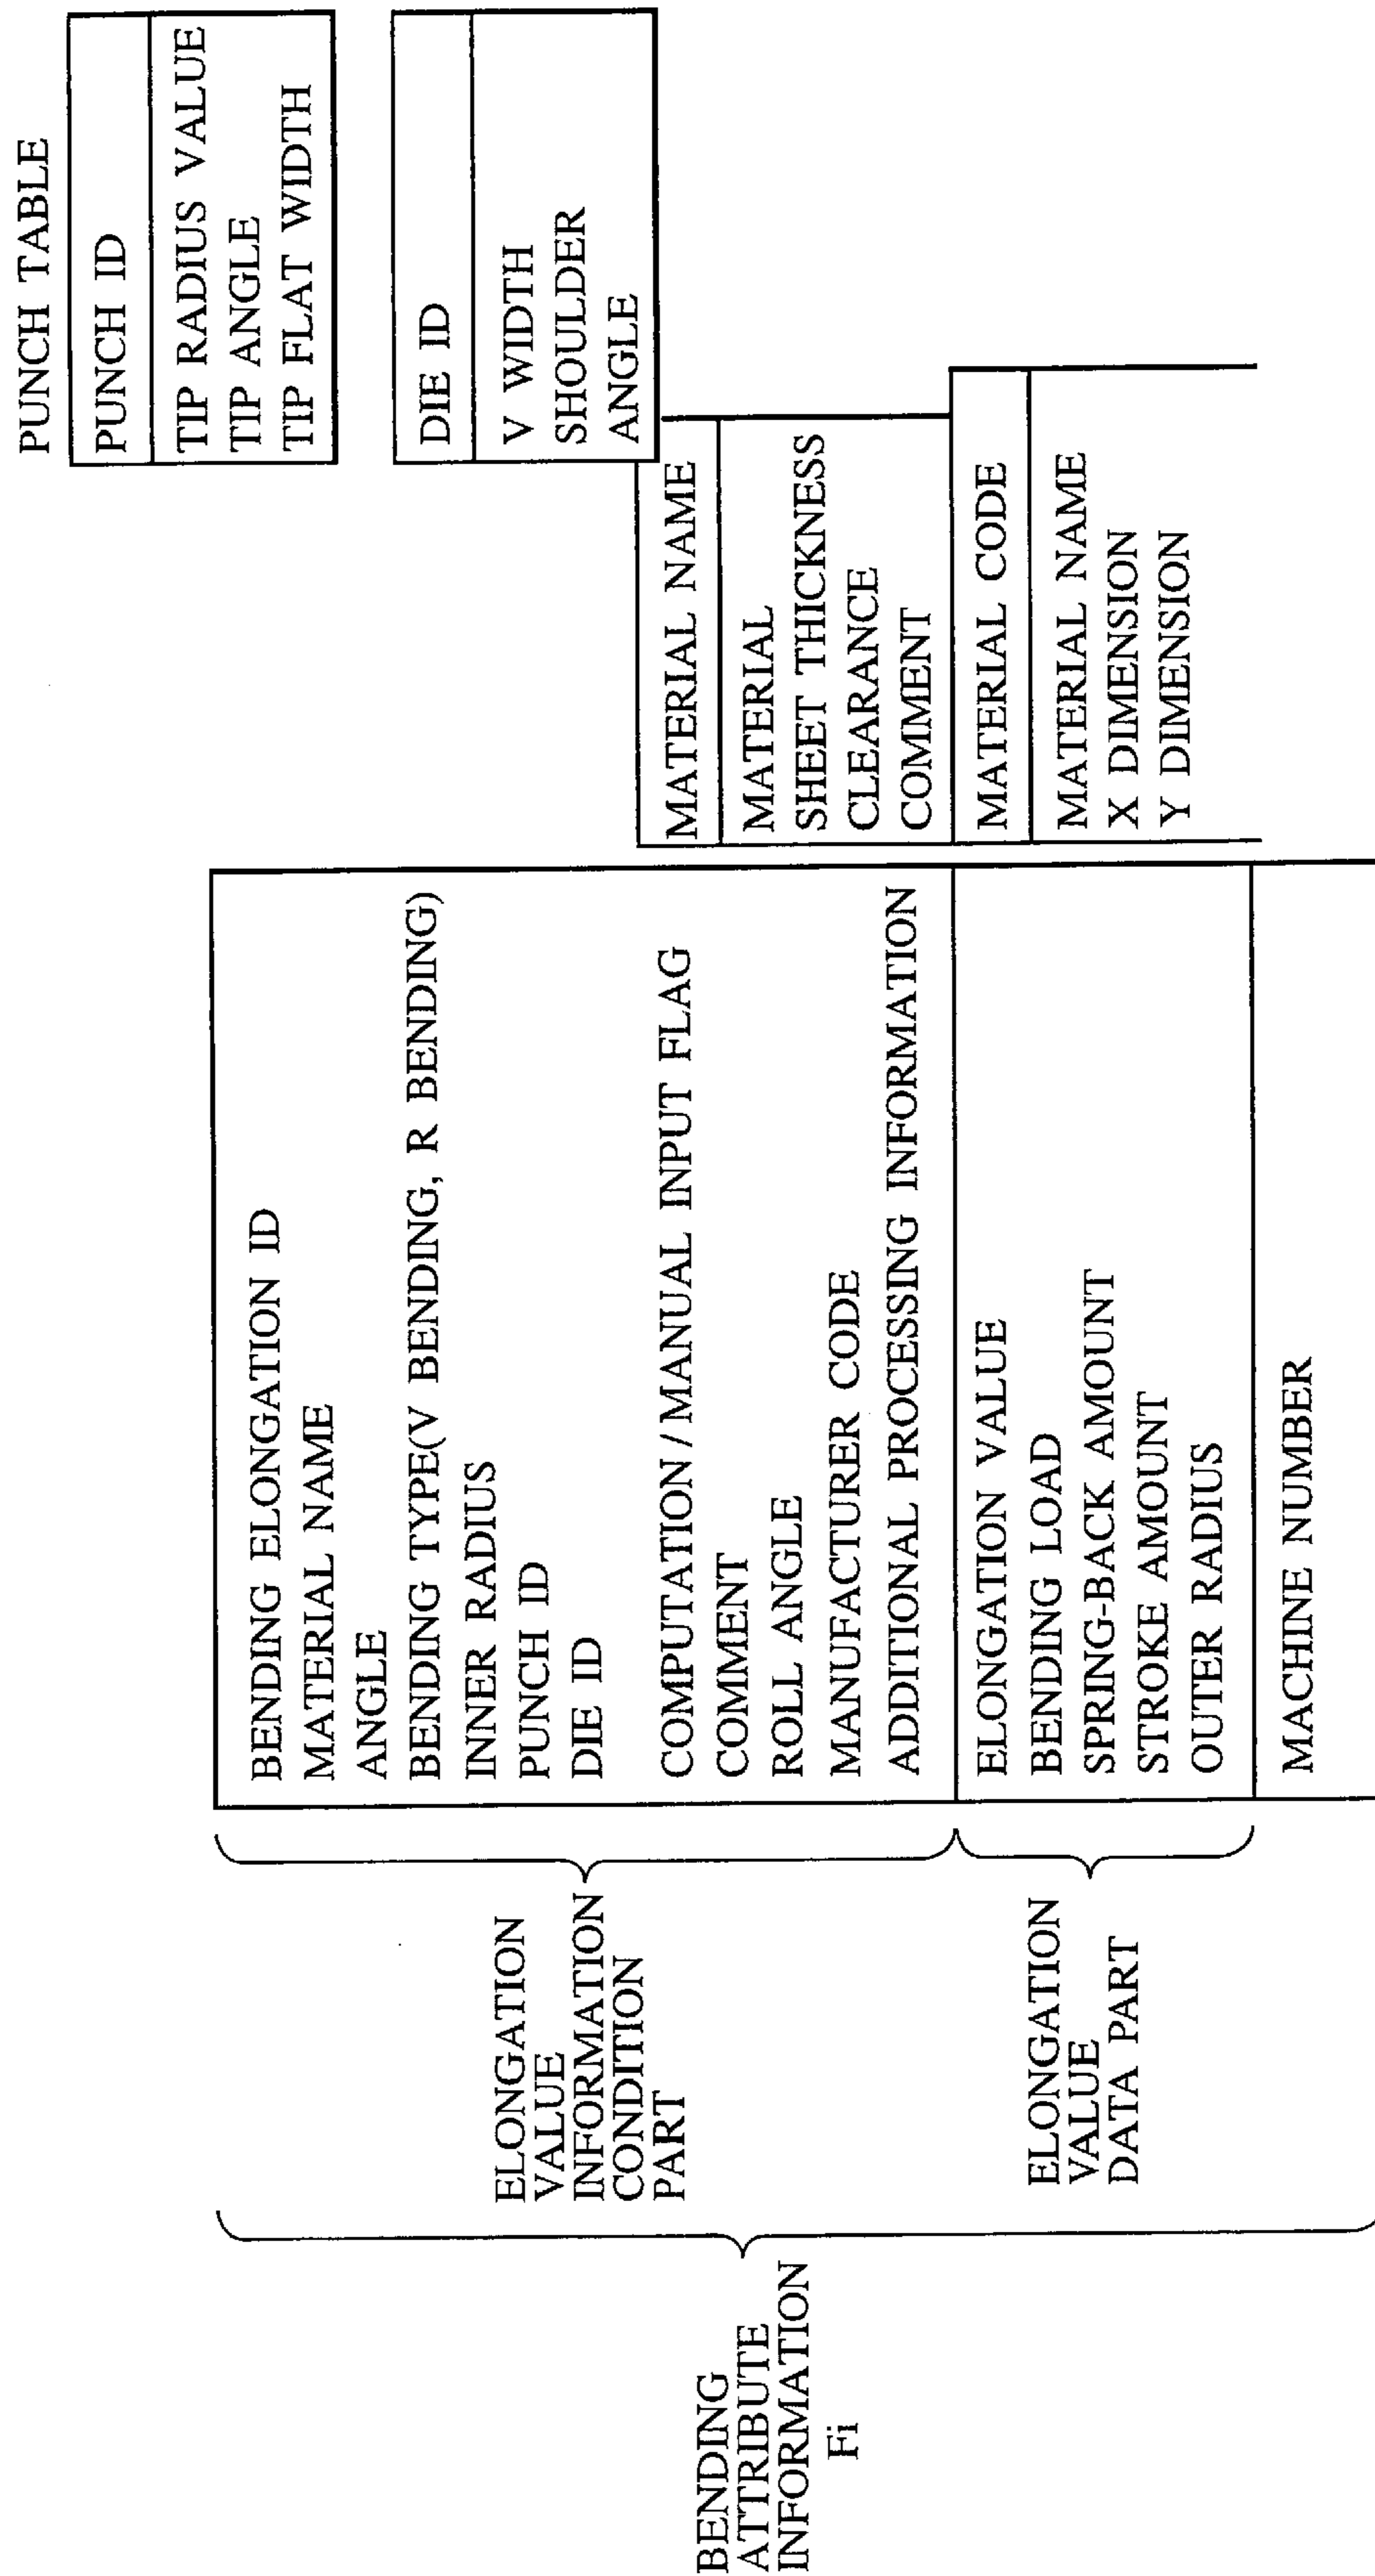 BENDING
ATTRIBUTE
INFORMATION
Fi
ELONGATION
VALUE
INFORMATION
CONDITION
PART
ELONGATION
VALUE
DATA PART
BENDING ELONGATION ID
MATERIAL NAME
ANGLE
BENDING TYPE(V BENDING, R BENDING)
INNER RADIUS
PUNCH ID
DIE ID
COMPUTATION / MANUAL INPUT FLAG
COMMENT
ROLL ANGLE
MANUFACTURER CODE
ADDITIONAL PROCESSING INFORMATION
ELONGATION VALUE
BENDING LOAD
SPRING-BACK AMOUNT
STROKE AMOUNT
OUTER RADIUS
MACHINE NUMBER
PUNCH TABLE
PUNCH ID
TIP RADIUS VALUE
TIP ANGLE
TIP FLAT WIDTH
DIE ID
V WIDTH
SHOULDER
ANGLE
MATERIAL NAME
MATERIAL
SHEET THICKNESS
CLEARANCE
COMMENT
MATERIAL CODE
MATERIAL NAME
X DIMENSION
Y DIMENSION